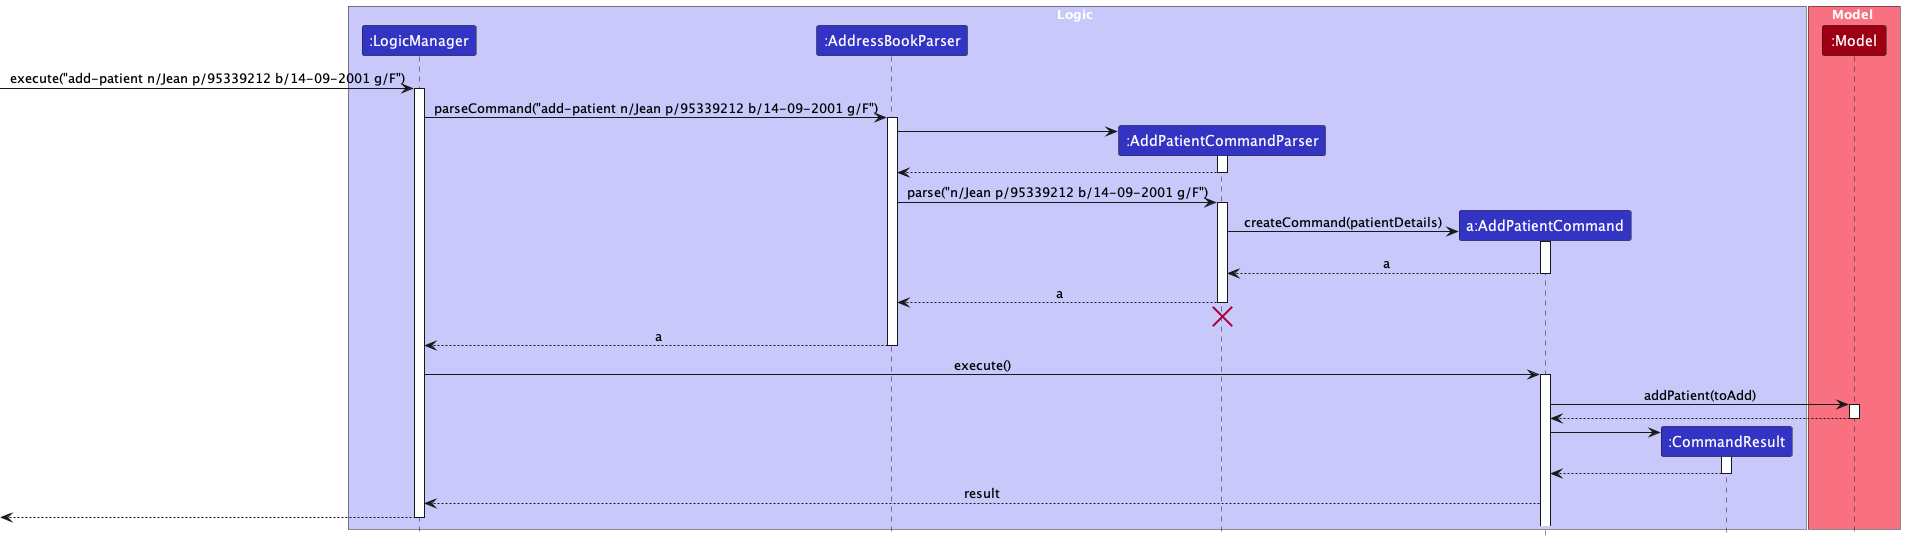 Logic
Model
:LogicManager
:AddressBookParser
:Model
execute("add-patient n/Jean p/95339212 b/14-09-2001 g/F")
parseCommand("add-patient n/Jean p/95339212 b/14-09-2001 g/F")
:AddPatientCommandParser
parse("n/Jean p/95339212 b/14-09-2001 g/F")
createCommand(patientDetails)
a:AddPatientCommand
a
a
a
execute()
addPatient(toAdd)
:CommandResult
result